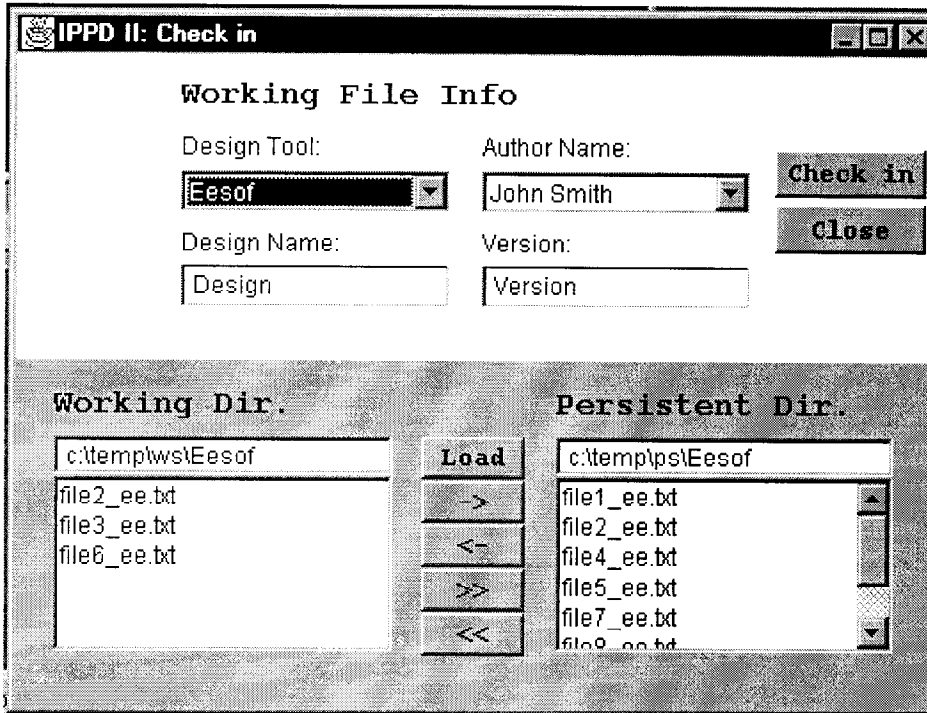 IPPD II: Check in
Working File Info
Design Tool:
Author Name:
Eesof
John Smith
Check in
Design Name:
Version:
Close
Design
Version
Working Dir.
Persistent Dir.
c:\temp\ws\Eesof
Load
c:\temp\ps\Eesof
file2_ee.txt
file3_ee.txt
file6_ee.txt
->
<-
>>
<<
file1_ee.txt
file2_ee.txt
file4_ee.txt
file5_ee.txt
file7_ee.txt